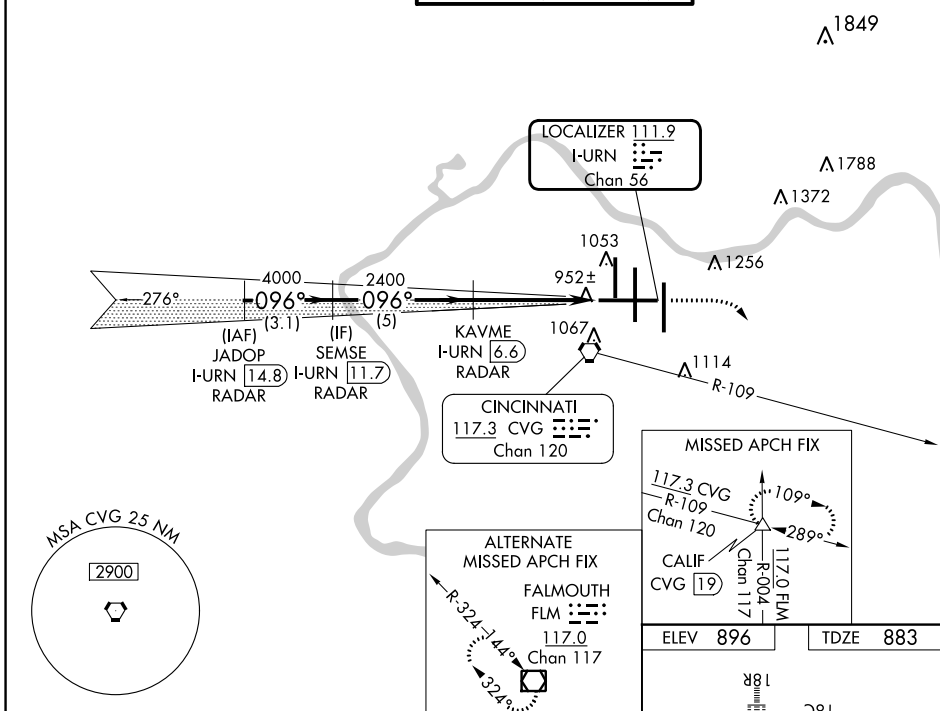 1849
LOCALIZER 111.9
I-URN
Chan 56
1788
1372
1053
1256
952±
4000
2400
276°
096°
096°
(3.1)
(5)
(IAF)
JADOP
I-URN 14.8
RADAR
(IF)
SEMSE
I-URN 11.7
RADAR
KAVME
I-URN 6.6
RADAR
1067
1114
R-109
CINCINNATI
117.3 CVG
Chan 120
MISSED APCH FIX
117.3 CVG
R-109
Chan 120
109°
289°
CALIF
CVG 19
117.0 FLM
R-004
Chan 117
MSA CVG 25 NM
2900
ALTERNATE
MISSED APCH FIX
FALMOUTH
FLM
117.0
Chan 117
R-324
144°
324°
ELEV 896
TDZE 883
18R
18C